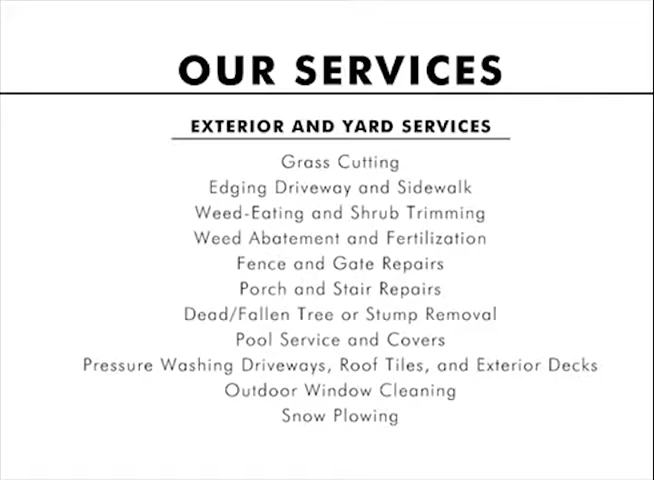 OUR SERVICES
EXTERIOR AND YARD SERVICES
Grass Cutting
Edging Driveway and Sidewalk
Weed-Eating and Shrub Trimming
Weed Abatement and Fertilization
Fence and Gate Repairs
Porch and Stair Repairs
Dead/Fallen Tree or Stump Removal
Pool Service and Covers
Pressure Washing Driveways, Roof Tiles, and Exterior Decks
Outdoor Window Cleaning
Snow Plowing